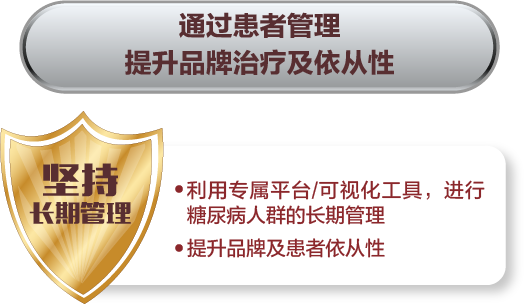 通过患者管理
提升品牌治疗及依从性
坚持
长期管理
•利用专属平台/可视化工具，进行
糖尿病人群的长期管理
•提升品牌及患者依从性